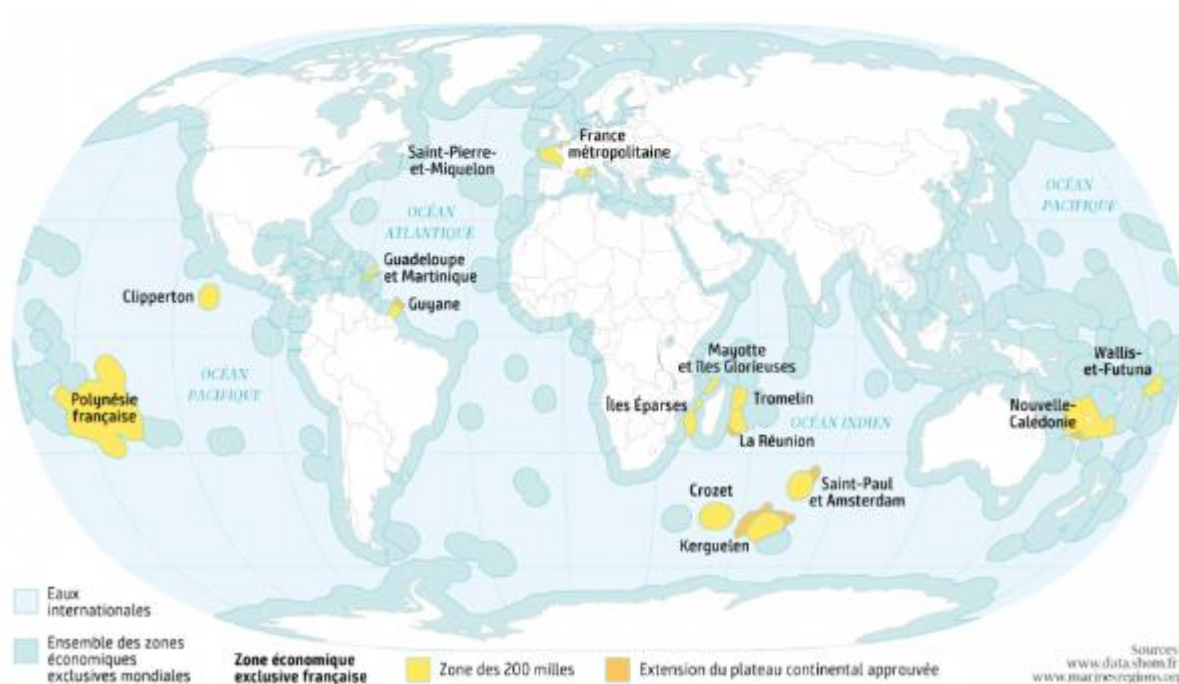 France
métropolitaine
Saint-Pierre-
et-Miquelon
OCÉAN
PACIFIQUE
OCÉAN
ATLANTIQUE
Guadeloupe
et Martinique
Clipperton
Guyane
Mayotte
et îles Glorieuses
Wallis-
et-Futuna
OCÉAN
PACIFIQUE
Polynésie
française
Îles Éparses
Tromelin
Nouvelle-
Calédonie
OCÉAN INDIEN
La Réunion
Crozet
Saint-Paul
et Amsterdam
Kerguelen
Eaux
internationales
Ensemble des zones
économiques
exclusives mondiales
Zone économique
exclusive française
Zone des 200 milles
Extension du plateau continental approuvée
Sources
www.data.shom.fr
www.marineregions.org